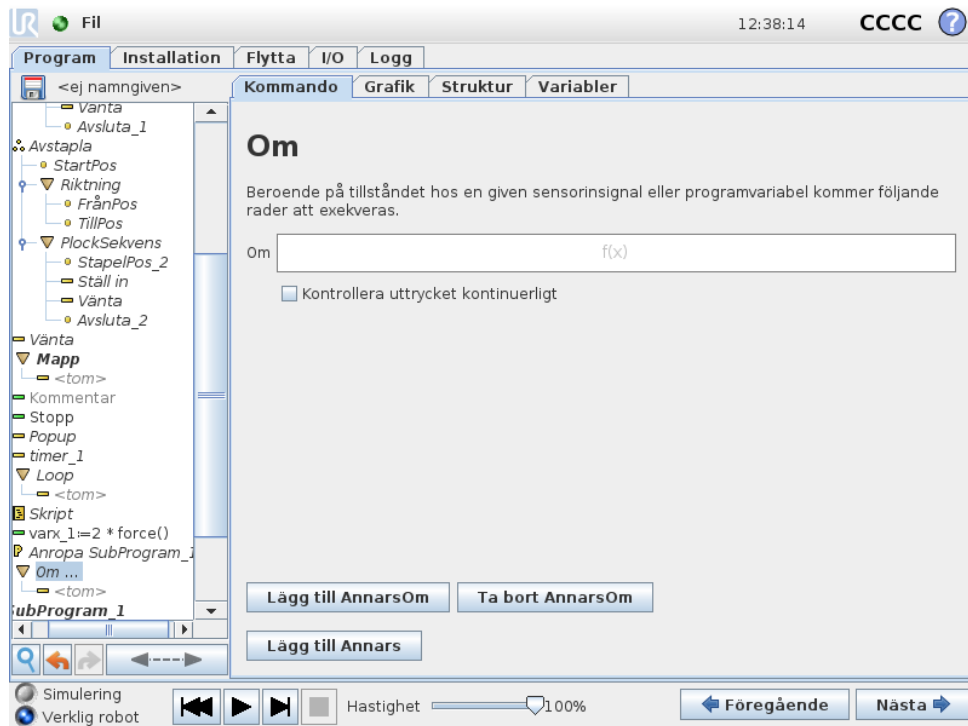 UR Fil 12:38:14 CCCC ?
Program Installation Flytta I/O Logg
<ej namngiven>
Kommando Grafik Struktur Variabler
Vänta
Avsluta_1
Avstapla
StartPos
Riktning
FrånPos
TillPos
PlockSekvens
StapelPos_2
Ställ in
Vänta
Avsluta_2
Vänta
Mapp
<tom>
Kommentar
Stopp
Popup
timer_1
Loop
<tom>
Skript
varx_1:=2 * force()
Anropa SubProgram_1
Om ...
<tom>
SubProgram_1
Om
Beroende på tillståndet hos en given sensorinsignal eller programvariabel kommer följande
rader att exekveras.
Om f(x)
Kontrollera uttrycket kontinuerligt
Lägg till AnnarsOm Ta bort AnnarsOm
Lägg till Annars
Simulering
Verklig robot
Hastighet 100%
Föregående Nästa